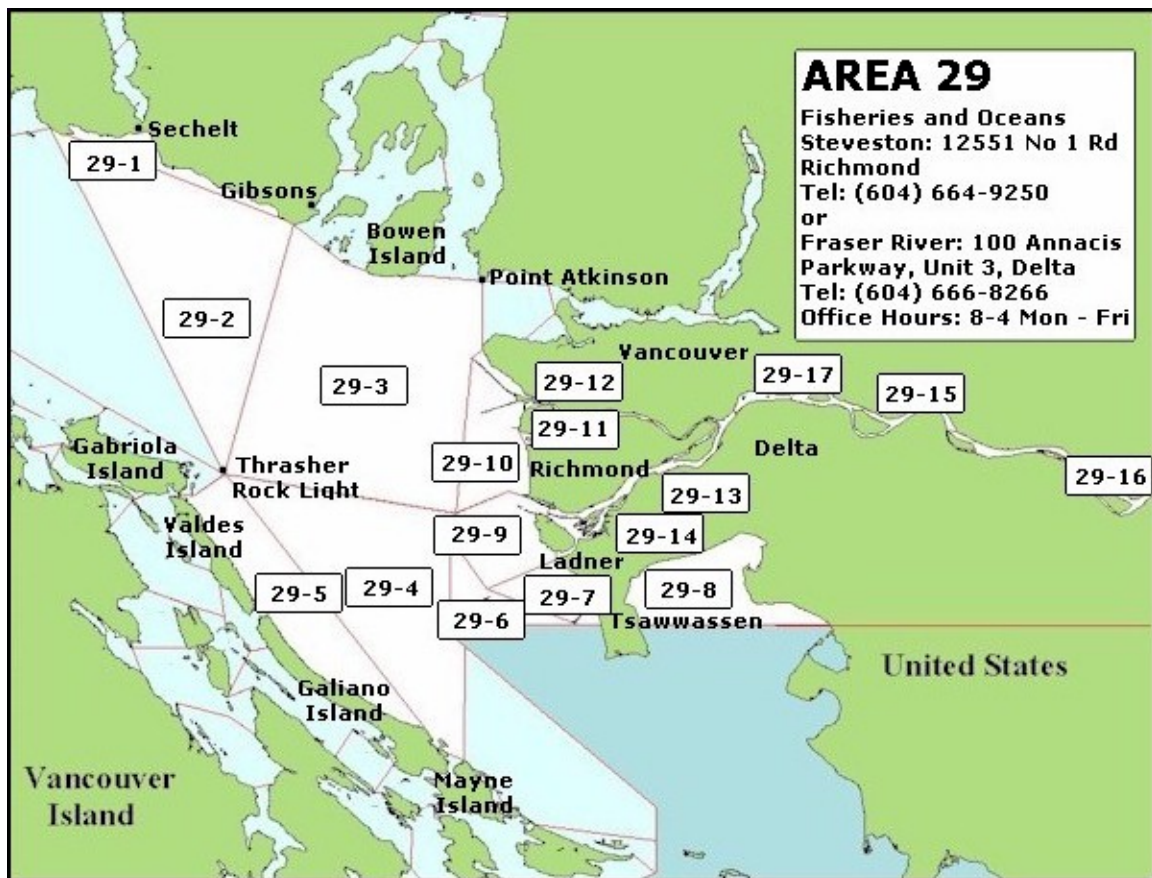 AREA 29
Fisheries and Oceans
Steveston: 12551 No 1 Rd
Richmond
Tel: (604) 664-9250
or
Fraser River: 100 Annacis
Parkway, Unit 3, Delta
Tel: (604) 666-8266
Office Hours: 8-4 Mon - Fri
Sechelt
29-1
Gibsons
Bowen
Island
Point Atkinson
29-2
Vancouver
29-3
29-12
29-17
29-15
29-11
Gabriola
Island
Thrasher
Rock Light
29-10
Richmond
Delta
29-16
29-13
Valdes
Island
29-9
29-14
Ladner
29-5
29-4
29-7
29-8
29-6
Tsawwassen
United States
Galiano
Island
Vancouver
Island
Mayne
Island